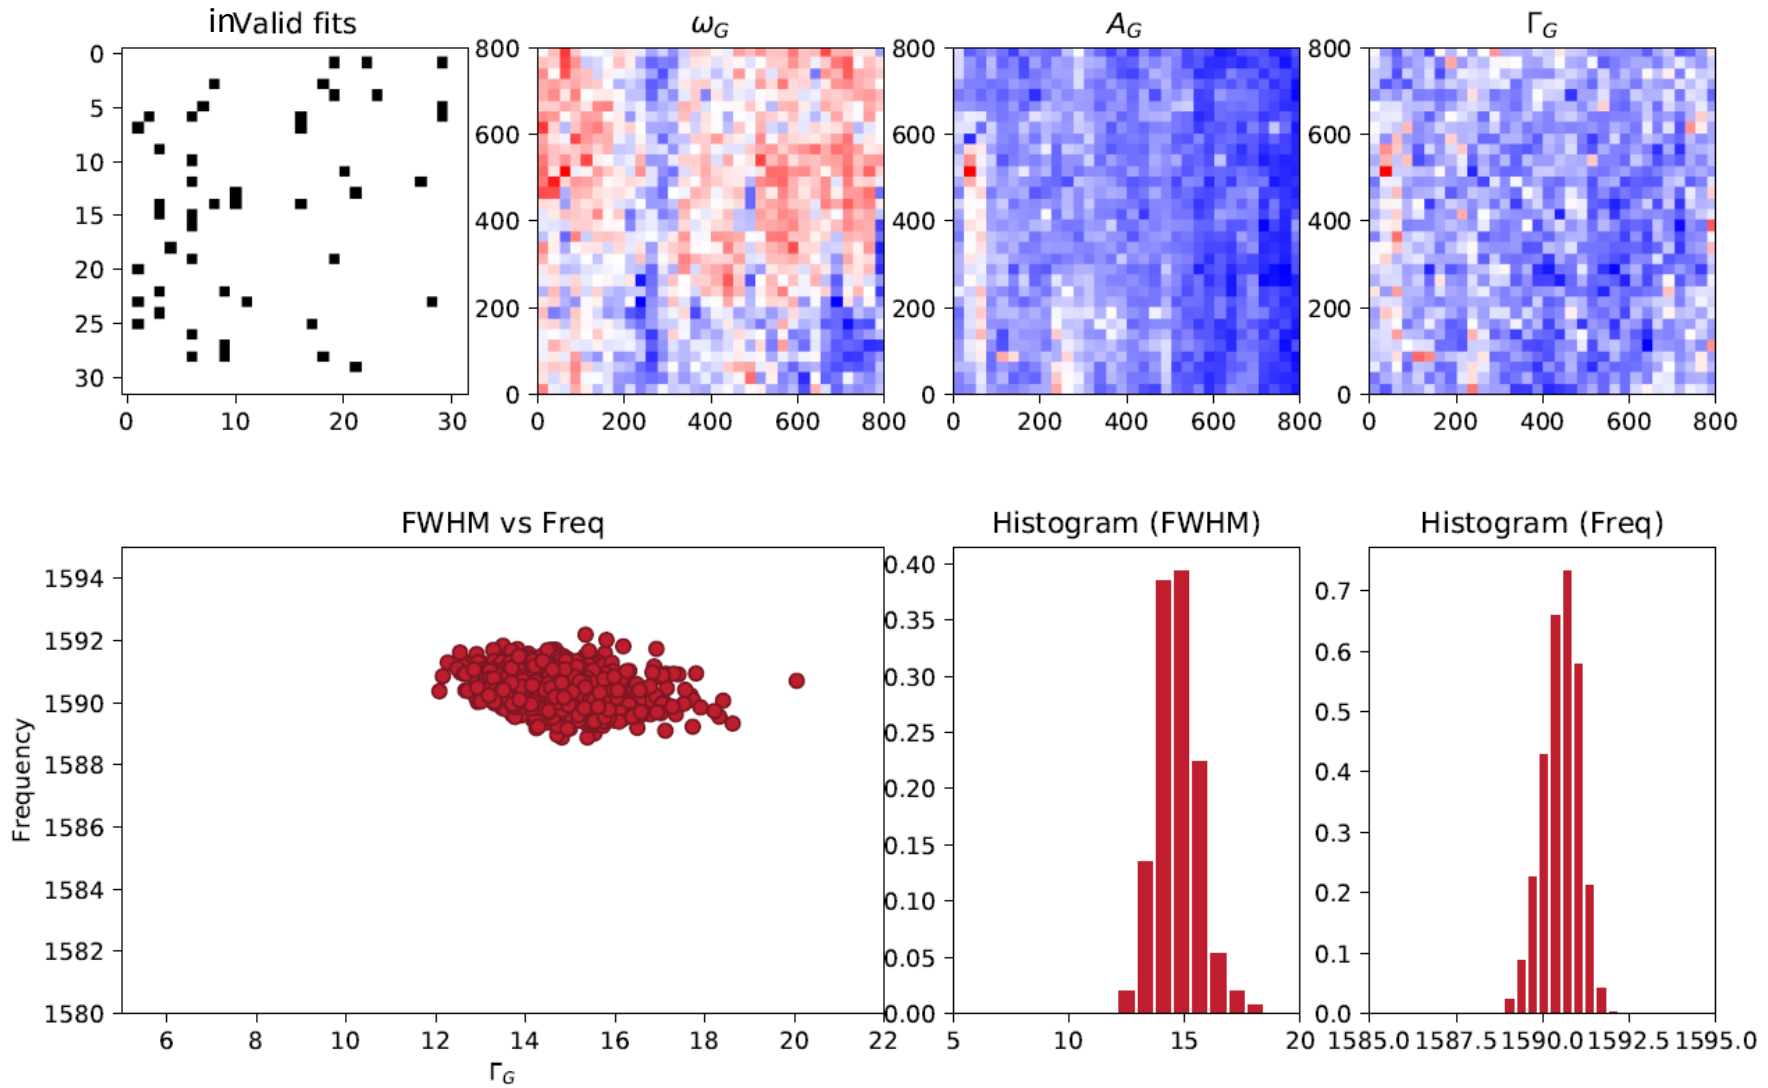 inValid fits
ω_G
A_G
Γ_G
0
5
10
15
20
25
30
0 10 20 30
800
600
400
200
0
0 200 400 600 800
800
600
400
200
0
0 200 400 600 800
800
600
400
200
0
0 200 400 600 800
FWHM vs Freq
Frequency
1594
1592
1590
1588
1586
1584
1582
1580
6 8 10 12 14 16 18 20 22
Γ_G
Histogram (FWHM)
0.40
0.35
0.30
0.25
0.20
0.15
0.10
0.05
0.00
5 10 15 20
Histogram (Freq)
0.7
0.6
0.5
0.4
0.3
0.2
0.1
0.0
1585.0 1587.5 1590.0 1592.5 1595.0